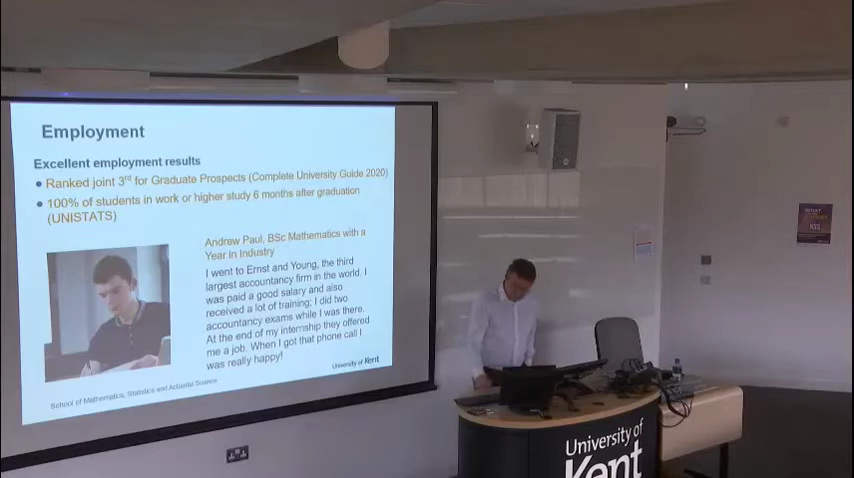 Employment
Excellent employment results
Ranked joint 3rd for Graduate Prospects (Complete University Guide 2020)
100% of students in work or higher study 6 months after graduation
(UNISTATS)
Andrew Paul, BSc Mathematics with a
Year in Industry
I went to Ernst and Young, the third
largest accountancy firm in the world. I
was paid a good salary and also
received a lot of training; I did two
accountancy exams while I was there.
At the end of my internship they offered
me a job. When I got that phone call I
was really happy!
University of Kent
School of Mathematics, Statistics and Actuarial Science
University of
Kent